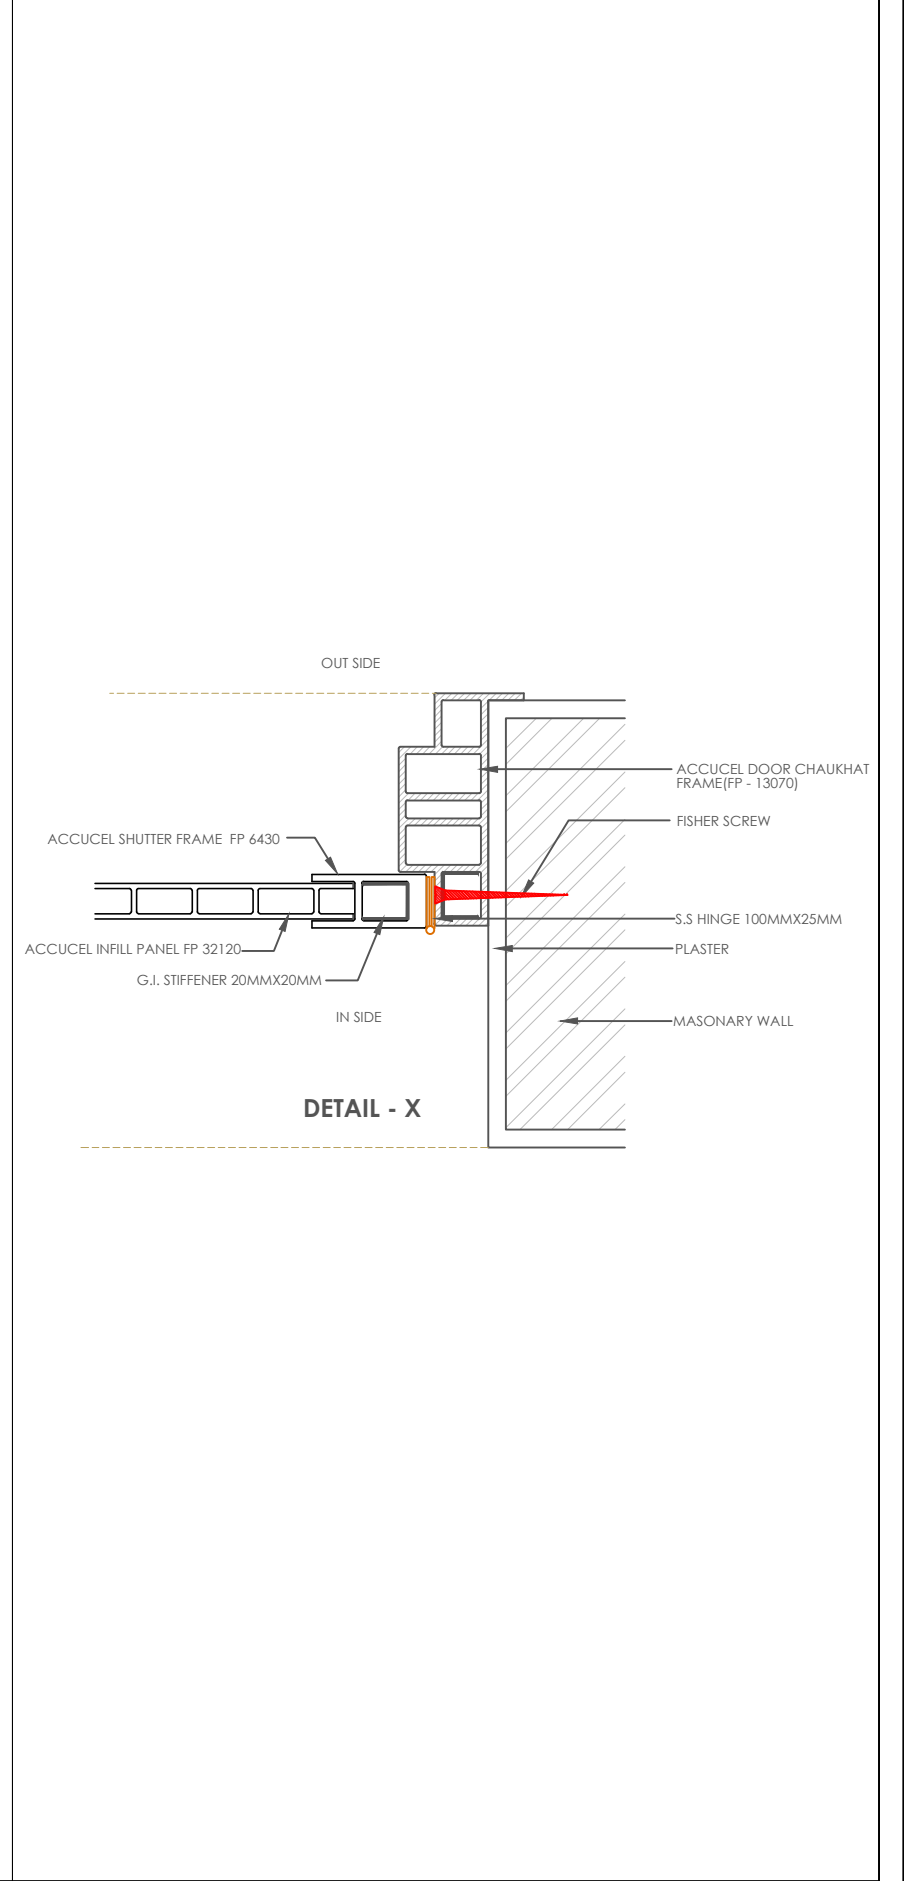 OUT SIDE
ACCUCEL DOOR CHAUKHAT
FRAME(FP - 13070)
FISHER SCREW
ACCUCEL SHUTTER FRAME  FP 6430
S.S HINGE 100MMX25MM
ACCUCEL INFILL PANEL FP 32120
PLASTER
G.I. STIFFENER 20MMX20MM
IN SIDE
MASONARY WALL
DETAIL - X